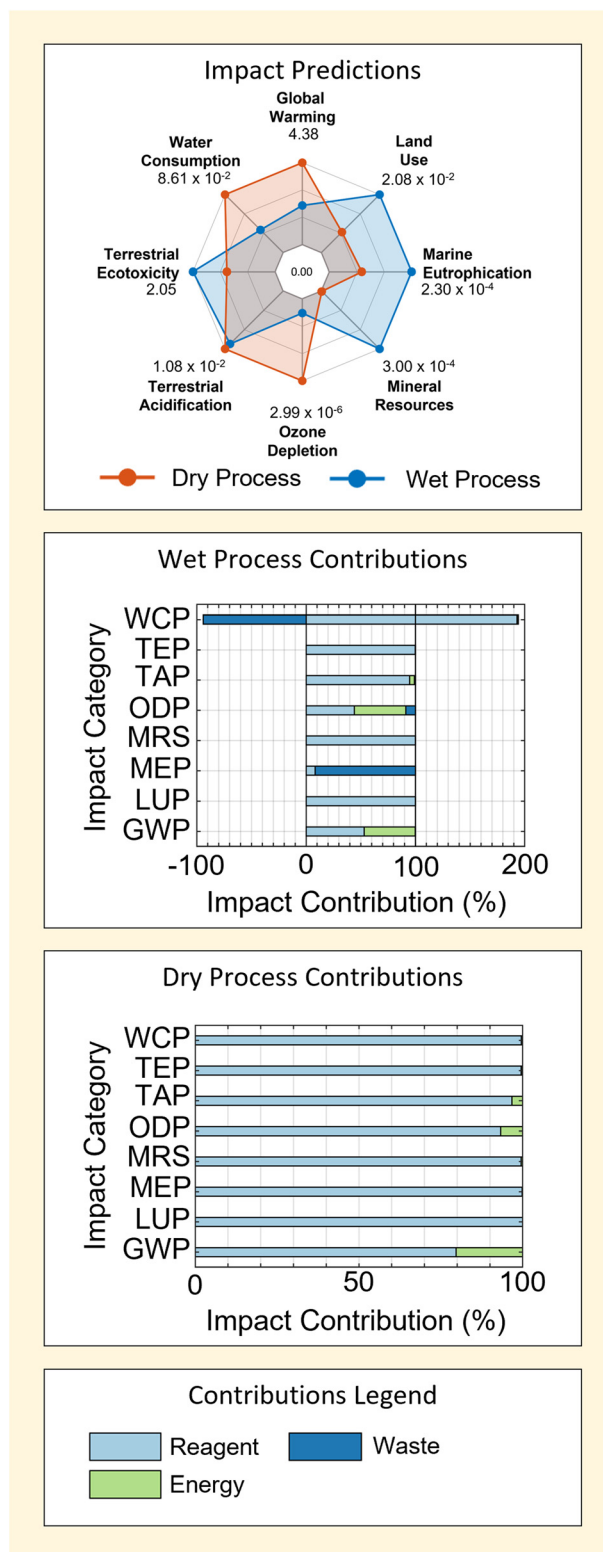 Impact Predictions
Global
Warming
4.38
Water
Consumption
8.61 x 10⁻²
Land
Use
2.08 x 10⁻²
Terrestrial
Ecotoxicity
2.05
0.00
Marine
Eutrophication
2.30 x 10⁻⁴
1.08 x 10⁻²
Terrestrial
Acidification
3.00 x 10⁻⁴
Mineral
Resources
2.99 x 10⁻⁶
Ozone
Depletion
Dry Process Wet Process
Wet Process Contributions
Impact Category
WCP
TEP
TAP
ODP
MRS
MEP
LUP
GWP
-100 0 100 200
Impact Contribution (%)
Dry Process Contributions
Impact Category
WCP
TEP
TAP
ODP
MRS
MEP
LUP
GWP
0 50 100
Impact Contribution (%)
Contributions Legend
Reagent Waste
Energy